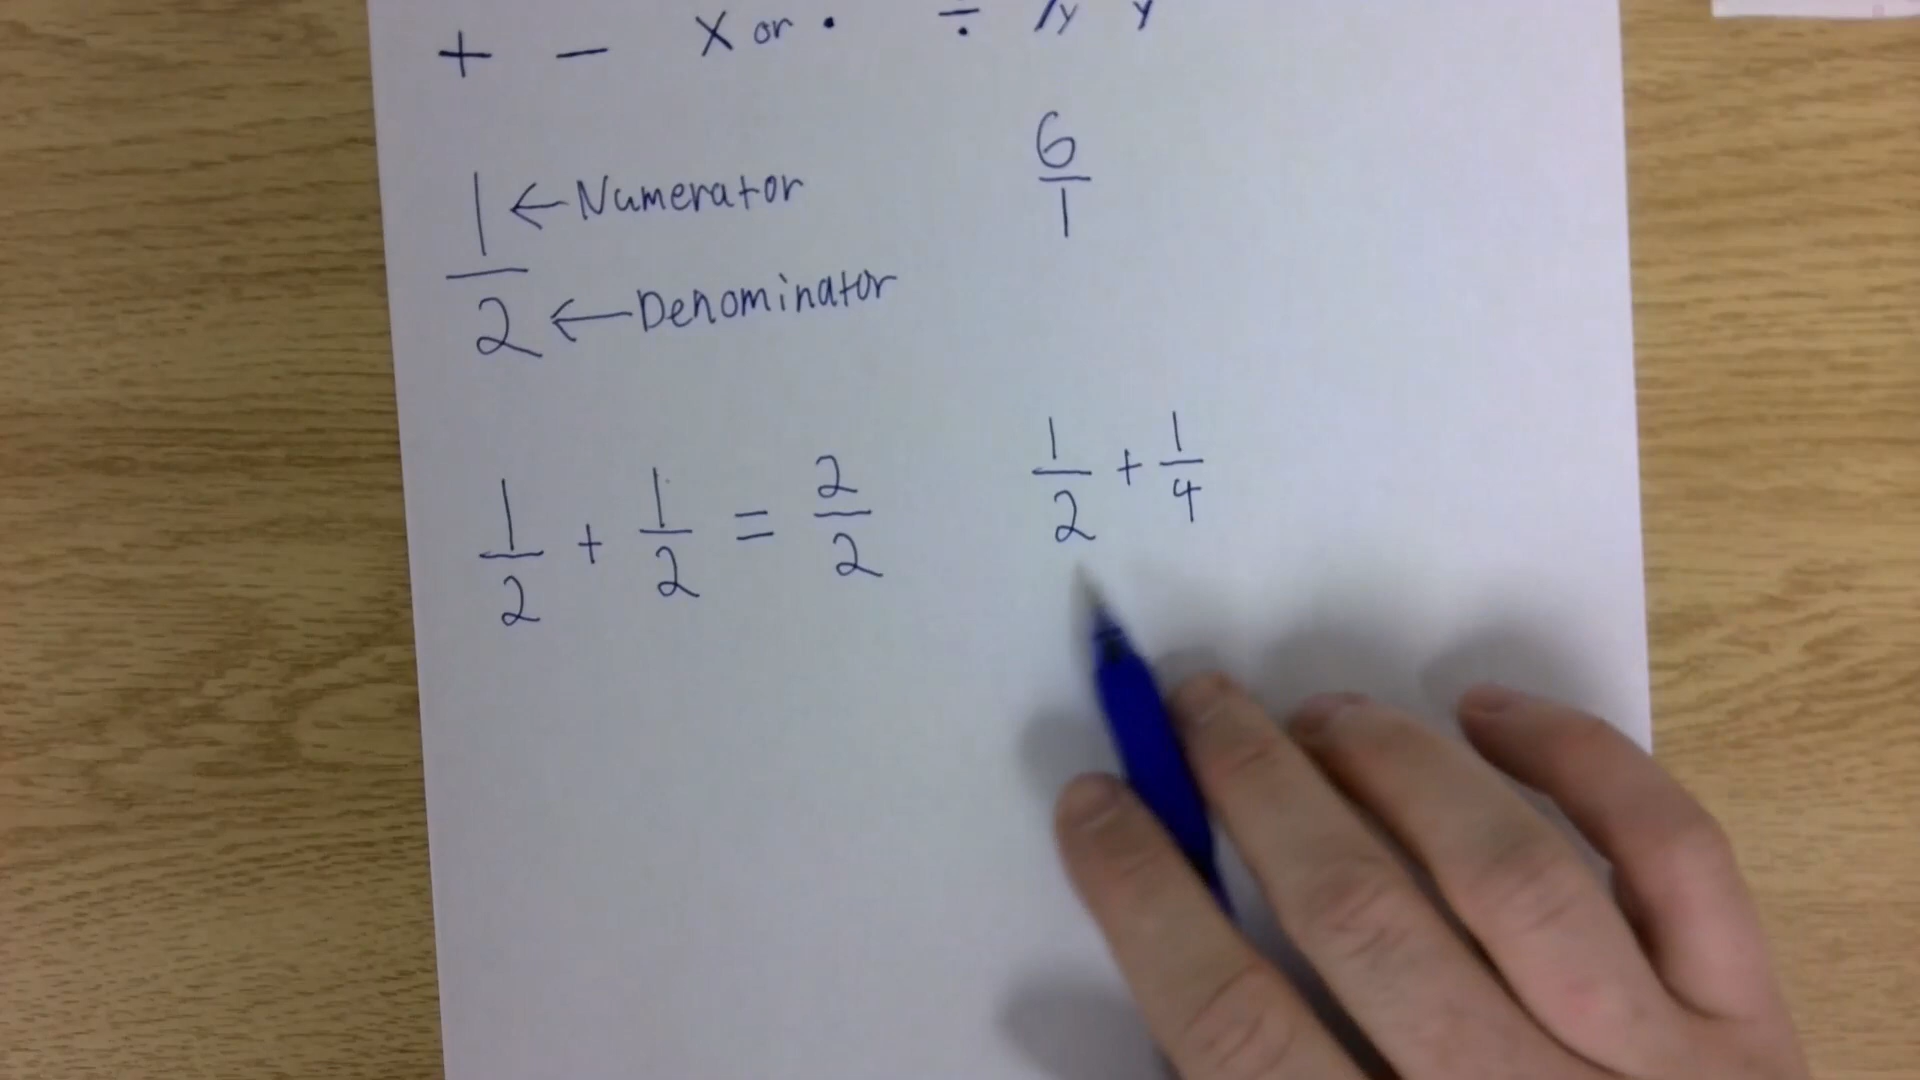 + − X or • ÷ /y y
1 ← Numerator
2 ← Denominator
6/1
1/2 + 1/2 = 2/2
1/2 + 1/4